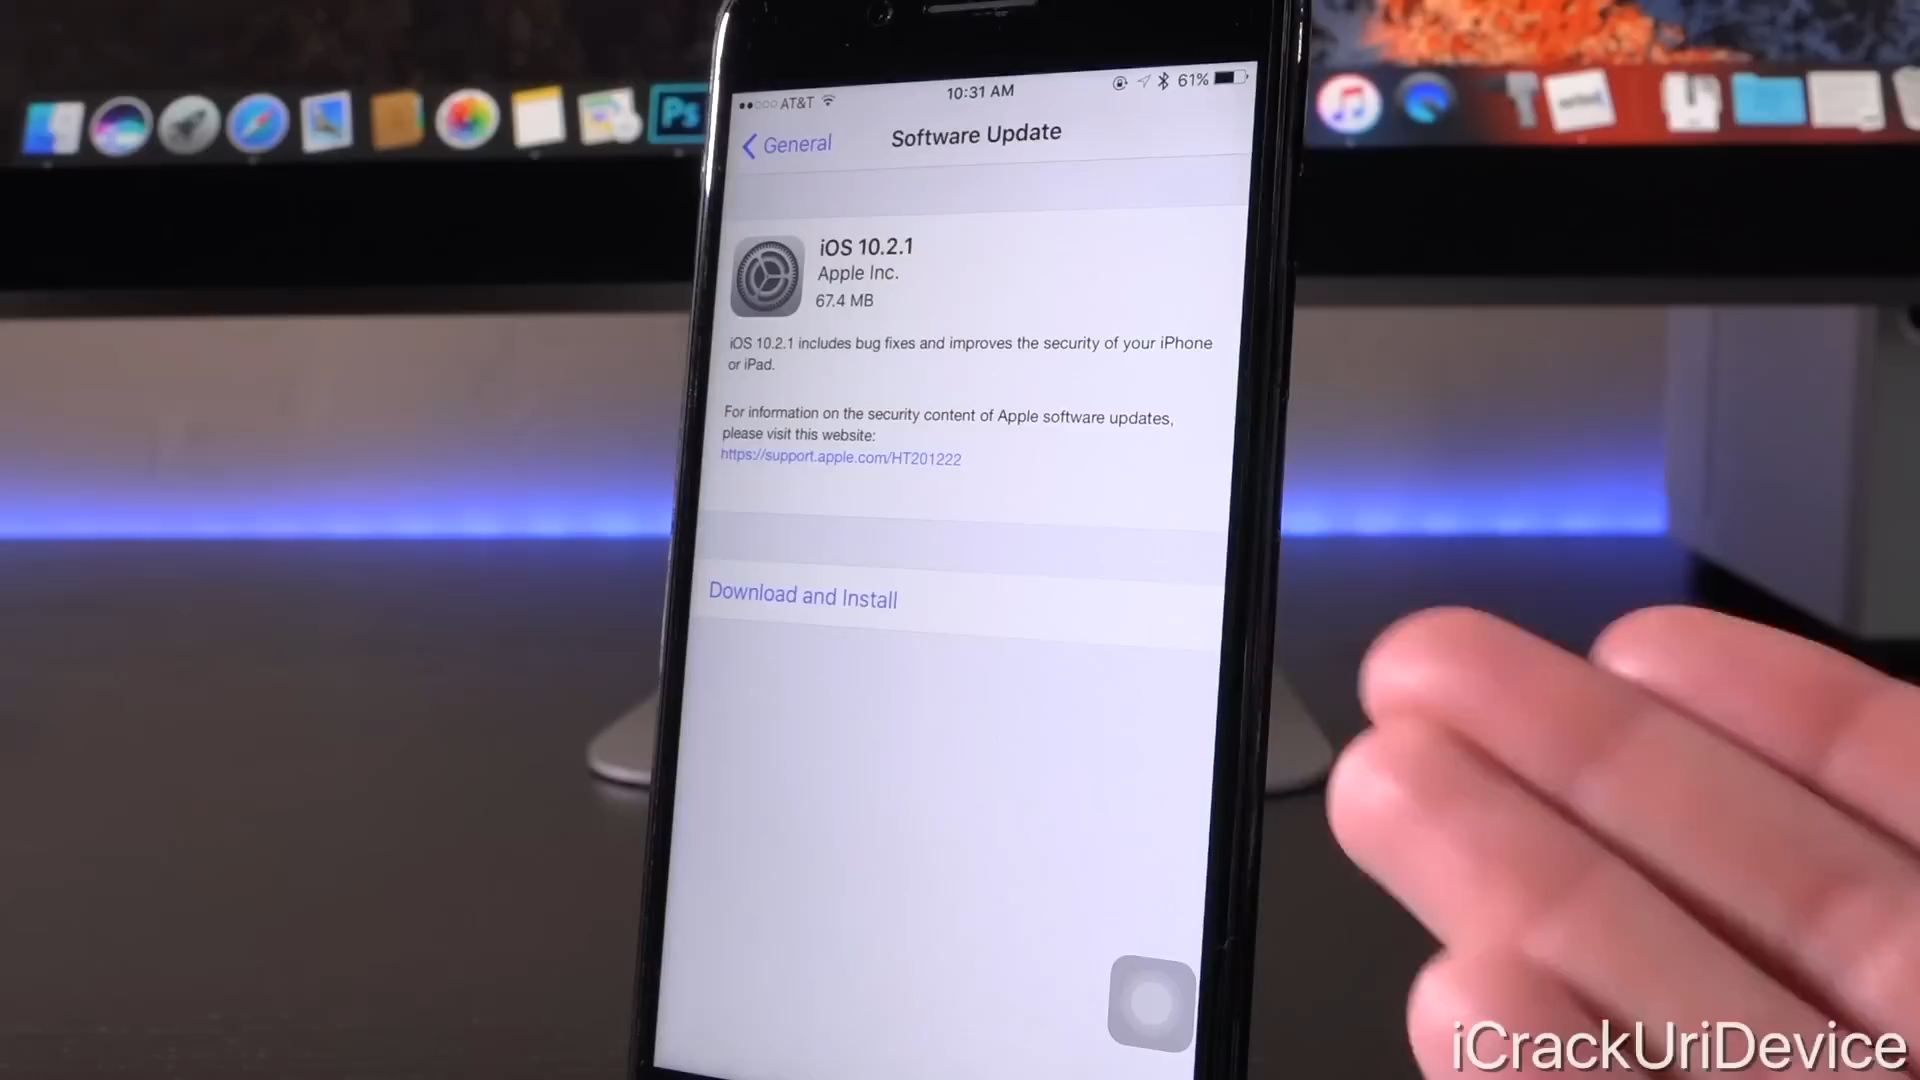 AT&T
10:31 AM
61%
General
Software Update
iOS 10.2.1
Apple Inc.
67.4 MB
iOS 10.2.1 includes bug fixes and improves the security of your iPhone
or iPad.
For information on the security content of Apple software updates,
please visit this website:
https://support.apple.com/HT201222
Download and Install
Ps
iCrackUriDevice